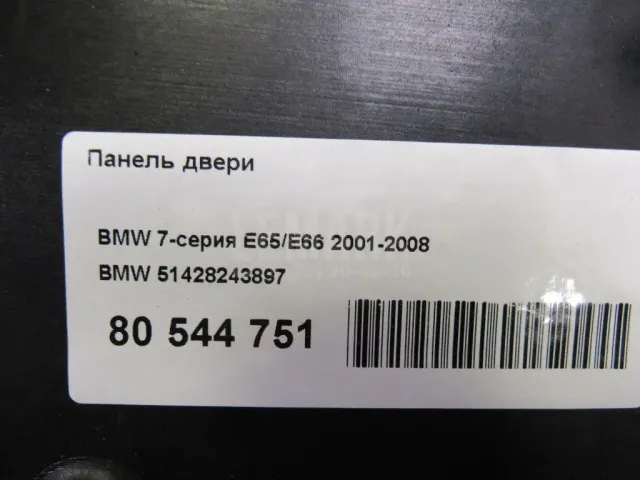 Панель двери
BMW 7-серия E65/E66 2001-2008
BMW 51428243897
80 544 751